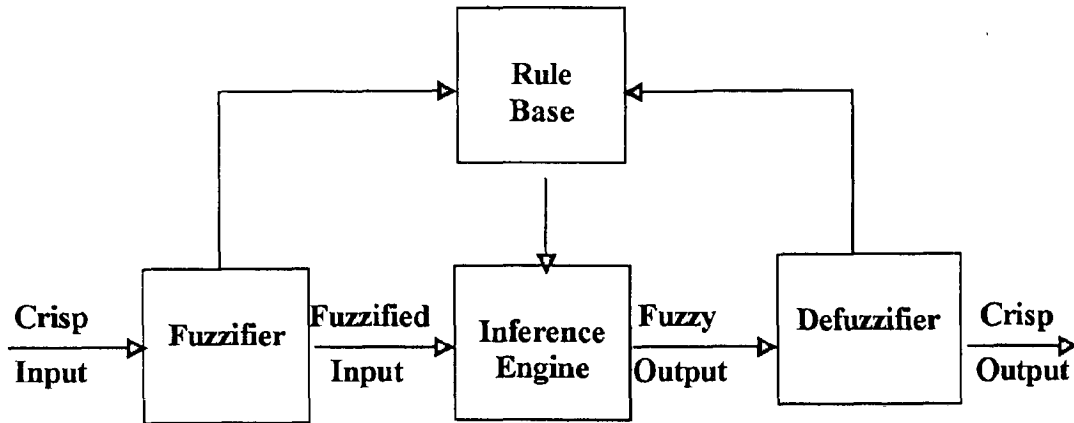 Rule
Base
Crisp
Input
Fuzzifier
Fuzzified
Input
Inference
Engine
Fuzzy
Output
Defuzzifier
Crisp
Output